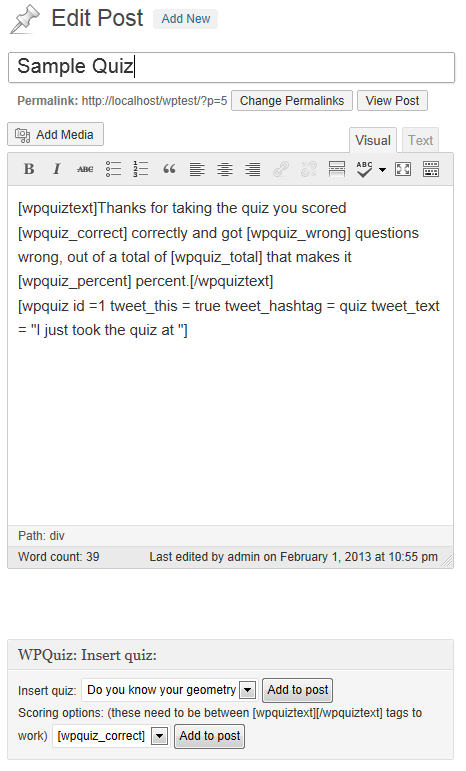 Edit Post Add New
Sample Quiz
Permalink: http://localhost/wptest/?p=5 Change Permalinks View Post
Add Media Visual Text
B I ABC ABC
[wpquiztext]Thanks for taking the quiz you scored
[wpquiz_correct] correctly and got [wpquiz_wrong] questions
wrong, out of a total of [wpquiz_total] that makes it
[wpquiz_percent] percent.[/wpquiztext]
[wpquiz id =1 tweet_this = true tweet_hashtag = quiz tweet_text
= "I just took the quiz at "]
Path: div
Word count: 39 Last edited by admin on February 1, 2013 at 10:55 pm
WPQuiz: Insert quiz:
Insert quiz: Do you know your geometry Add to post
Scoring options: (these need to be between [wpquiztext][/wpquiztext] tags to
work) [wpquiz_correct] Add to post